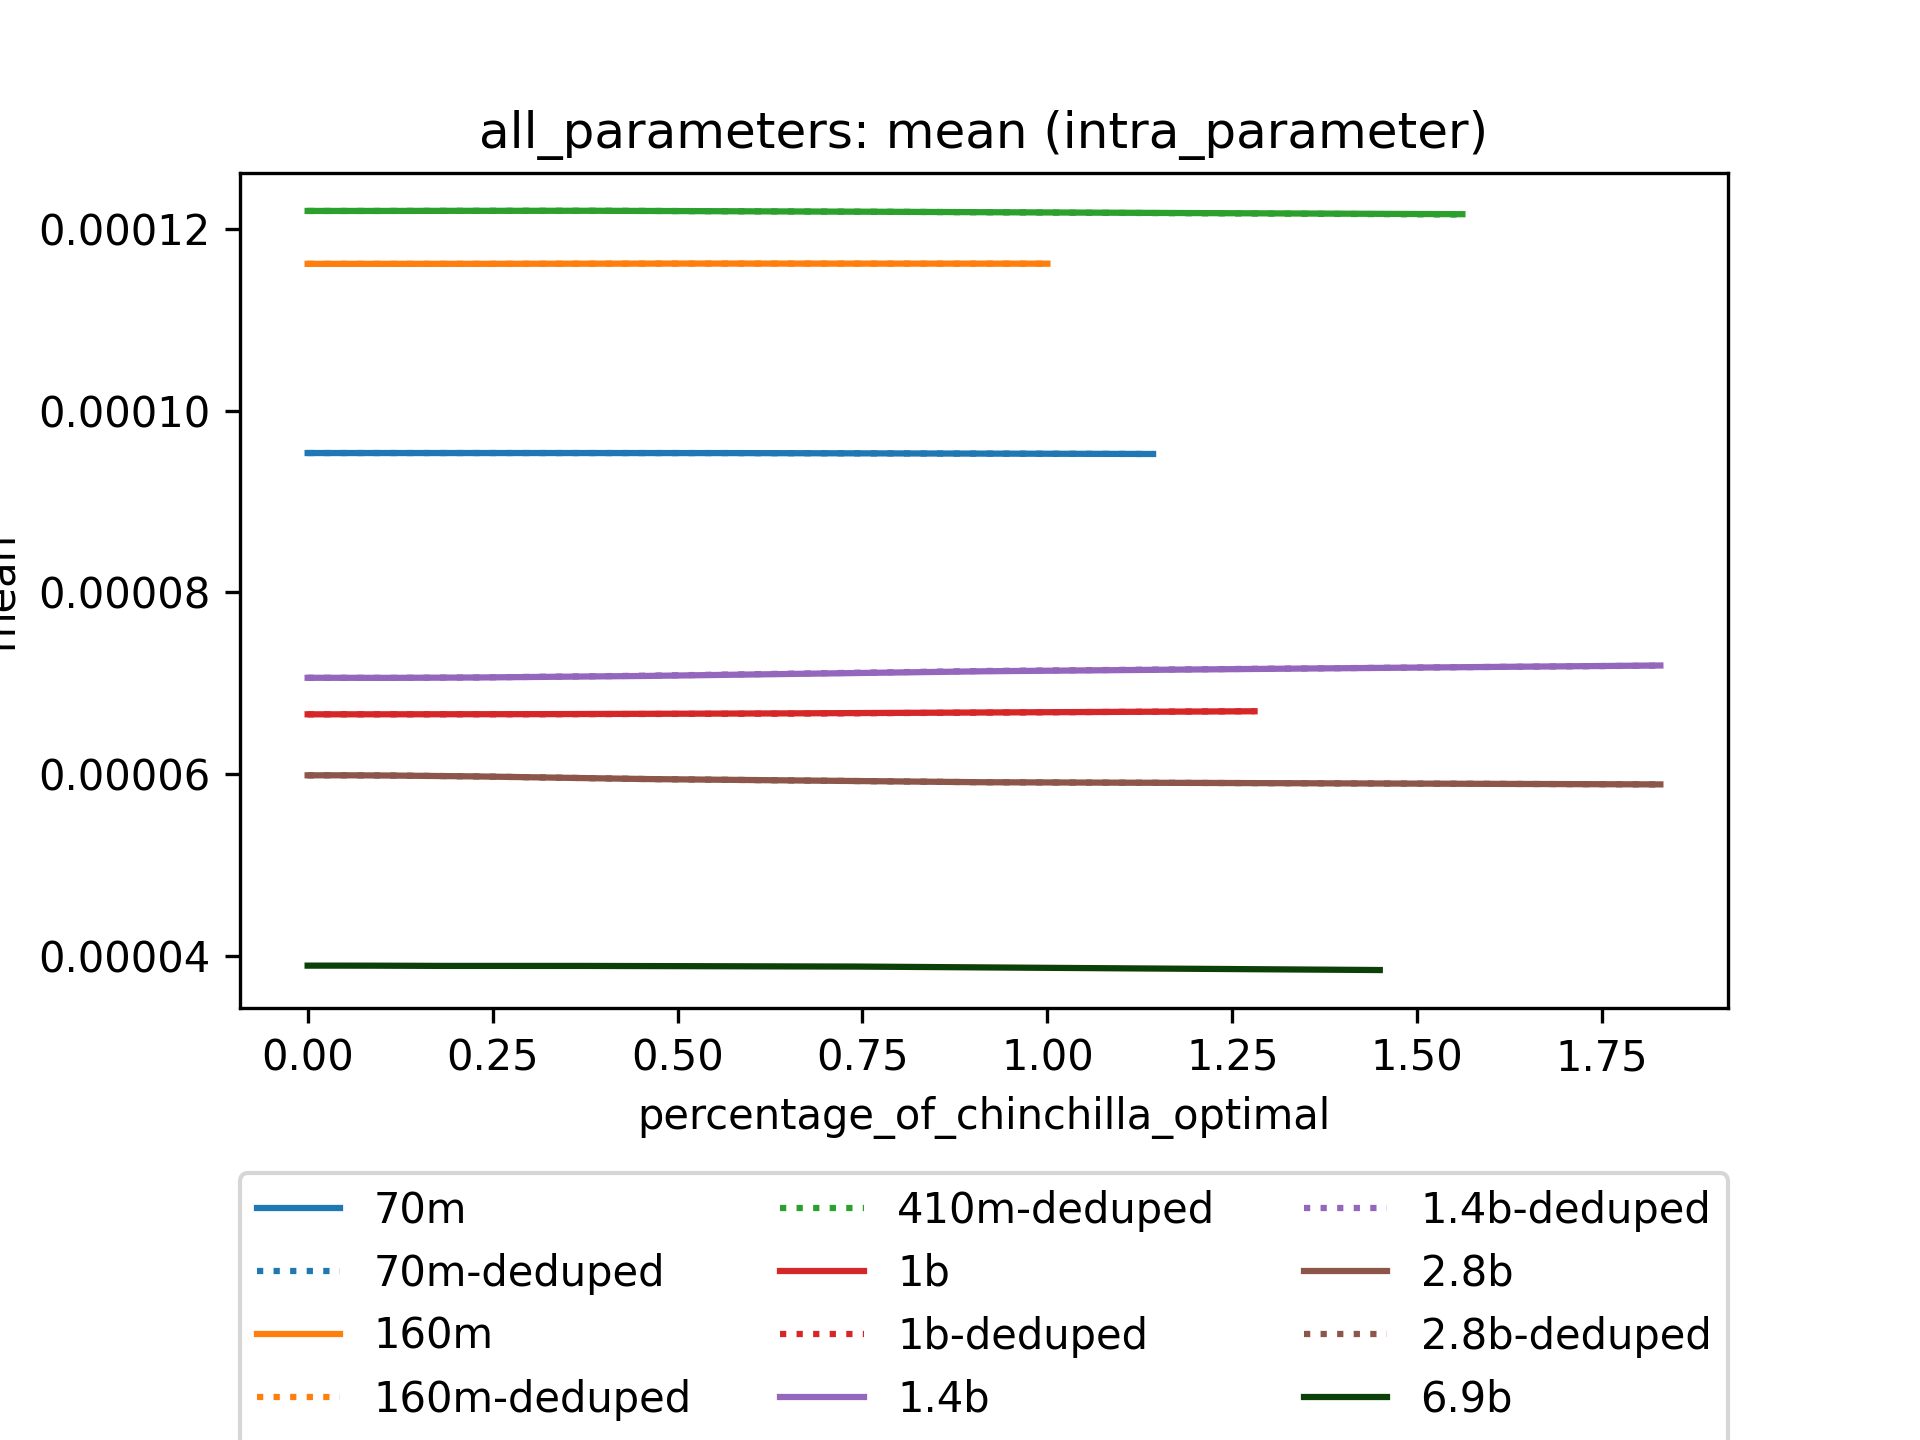 all_parameters: mean (intra_parameter)
0.00012
0.00010
0.00008
0.00006
0.00004
mean
0.00 0.25 0.50 0.75 1.00 1.25 1.50 1.75
percentage_of_chinchilla_optimal
70m 410m-deduped 1.4b-deduped
70m-deduped 1b 2.8b
160m 1b-deduped 2.8b-deduped
160m-deduped 1.4b 6.9b